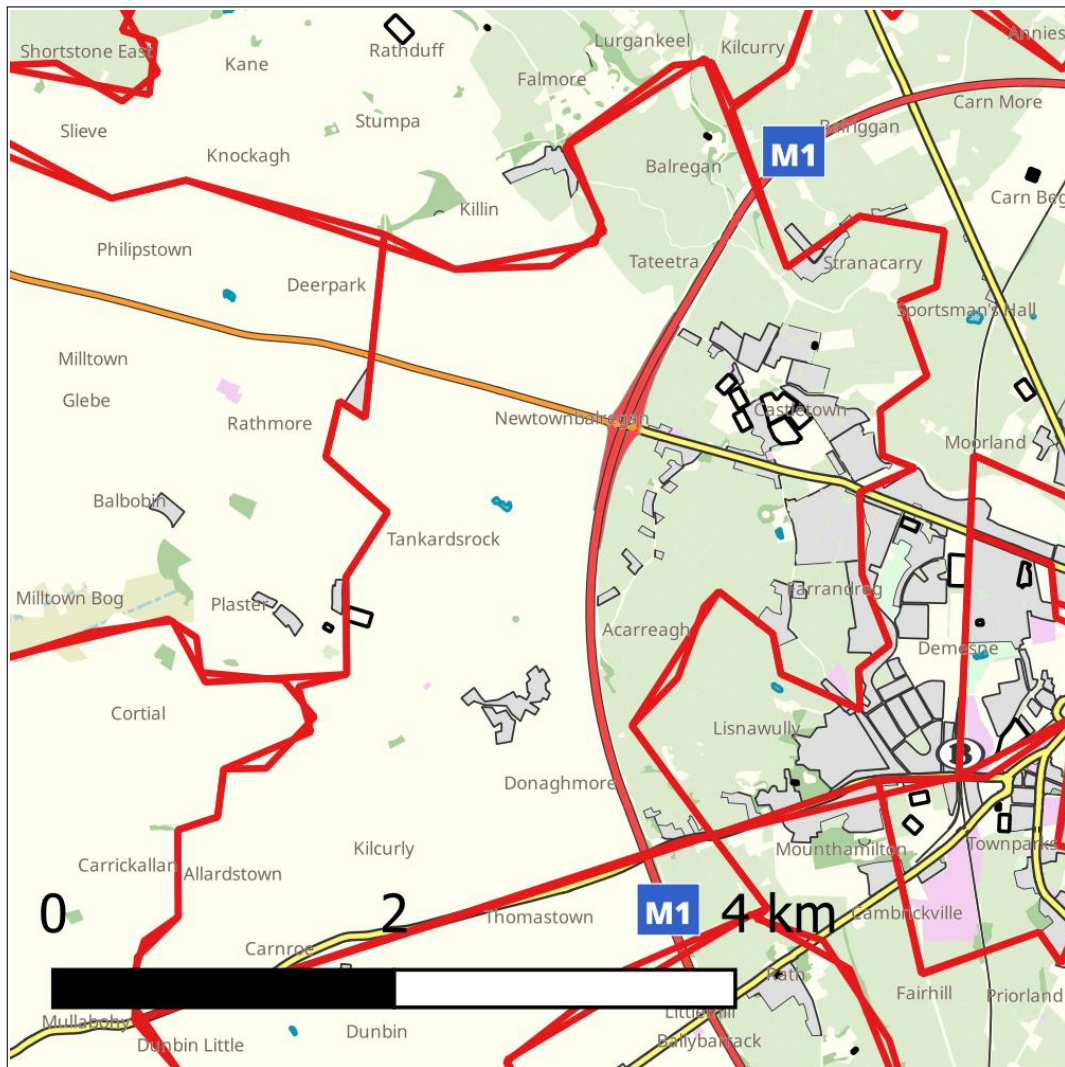 Lurgankeel
Kilcurry
Annies
Shortstone East
Kane
Rathduff
Falmore
Carn More
Slieve
Stumpa
Balriggan
M1
Knockagh
Balregan
Carn Beg
Killin
Philipstown
Tateetra
Stranacarry
Deerpark
Sportsman's Hall
Milltown
Glebe
Castletown
Rathmore
Newtownbalregan
Moorland
Balbobin
Tankardsrock
Milltown Bog
Plaster
Farrandreg
Acarreagh
Demesne
Cortial
Lisnawully
Donaghmore
Kilcurly
Mounthamilton
Townparks
Carrickallan
Allardstown
0
2
4 km
M1
Thomastown
Cambrickville
Carnroe
Rath
Fairhill
Priorland
Mullabohy
Littlemill
Dunbin Little
Dunbin
Ballybarrack